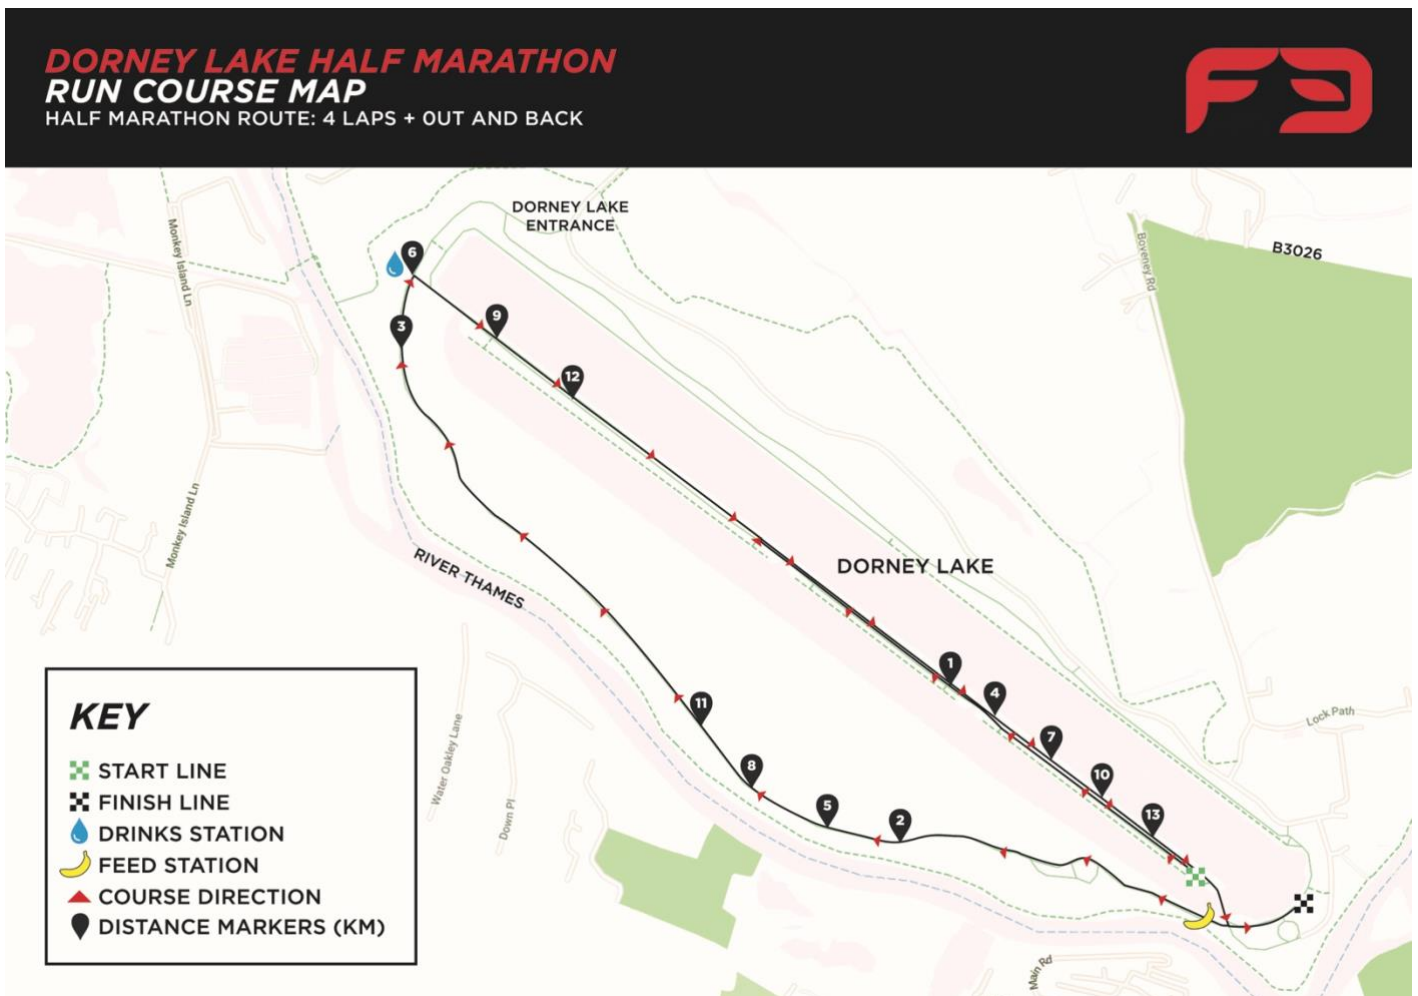 DORNEY LAKE HALF MARATHON
RUN COURSE MAP
HALF MARATHON ROUTE: 4 LAPS + OUT AND BACK
F3
DORNEY LAKE
ENTRANCE
B3026
Monkey Island Ln
Boveney Rd
6
3
9
12
Monkey Island Ln
RIVER THAMES
DORNEY LAKE
1
4
7
10
13
11
8
5
2
Lock Path
Water Oakley Lane
Down Pl
Main Rd
KEY
START LINE
FINISH LINE
DRINKS STATION
FEED STATION
COURSE DIRECTION
DISTANCE MARKERS (KM)